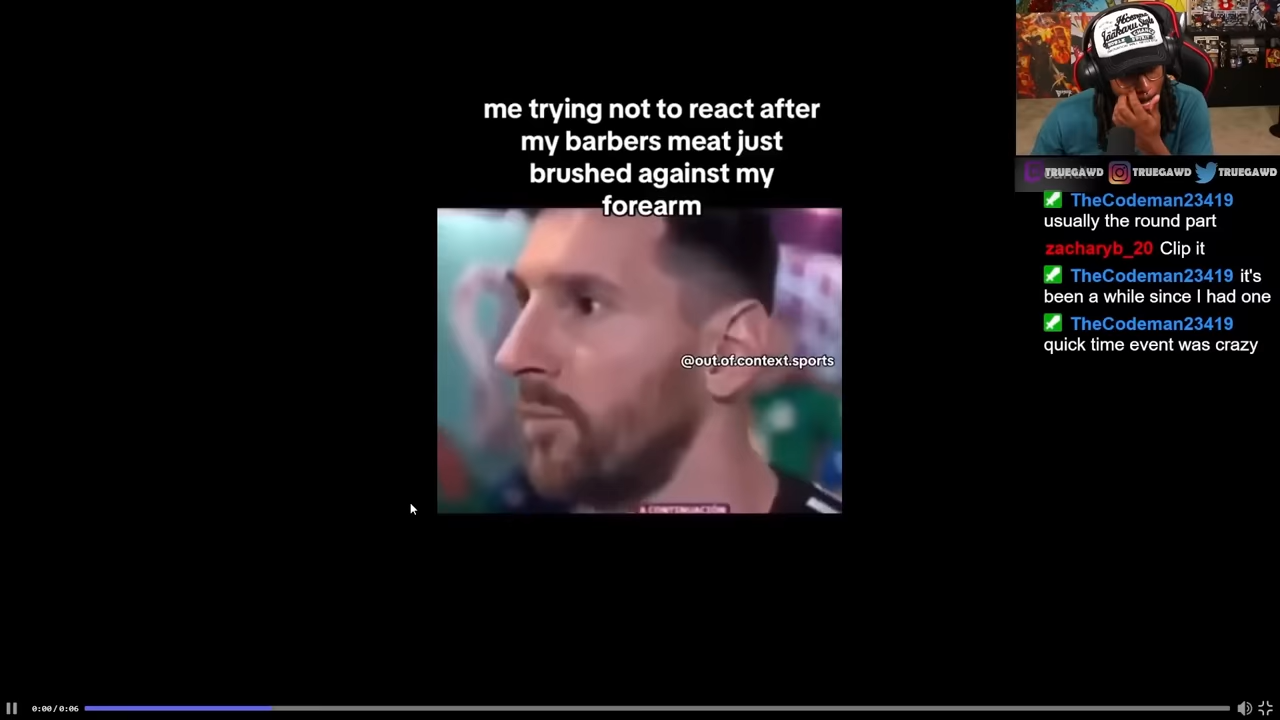 me trying not to react after
my barbers meat just
brushed against my
forearm
@out.of.context.sports
A CONTINUACIÓN
TRUEGAWD TRUEGAWD TRUEGAWD
TheCodeman23419
usually the round part
zacharyb_20 Clip it
TheCodeman23419 it's
been a while since I had one
TheCodeman23419
quick time event was crazy
0:00/0:06